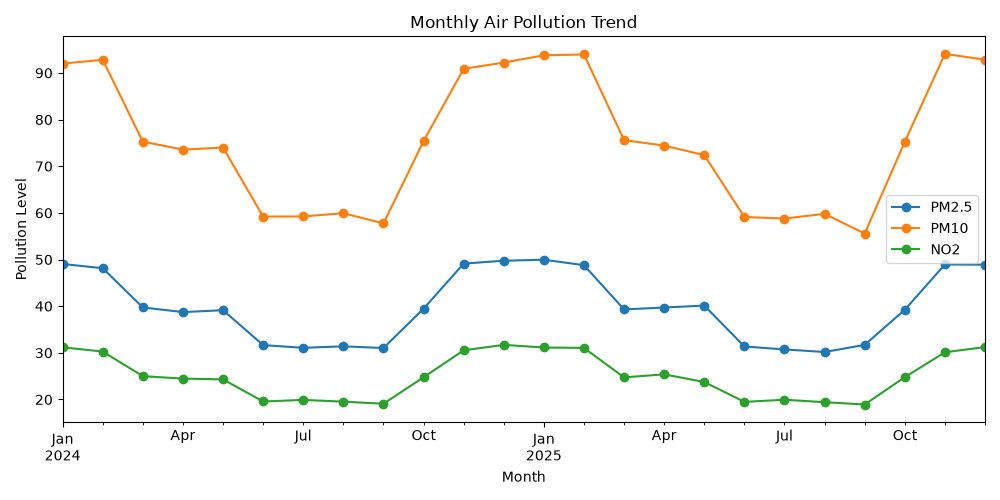 Monthly Air Pollution Trend
Pollution Level
90
80
70
60
50
40
30
20
PM2.5
PM10
NO2
Jan Apr Jul Oct Jan Apr Jul Oct
2024 2025
Month